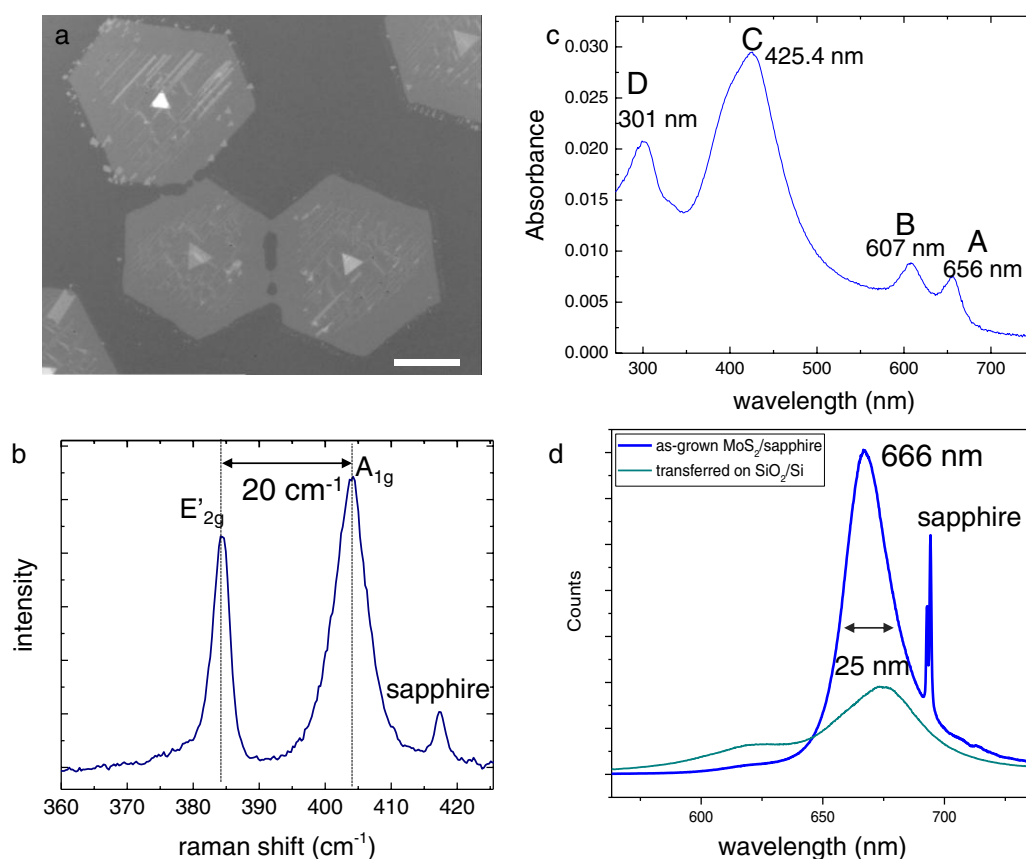 a
b
E'2g
20 cm-1
A1g
sapphire
intensity
360 370 380 390 400 410 420
raman shift (cm-1)
c
D
301 nm
C
425.4 nm
B
607 nm
A
656 nm
Absorbance
0.030
0.025
0.020
0.015
0.010
0.005
0.000
300 400 500 600 700
wavelength (nm)
d
as-grown MoS2/sapphire
transferred on SiO2/Si
666 nm
sapphire
25 nm
Counts
600 650 700
wavelength (nm)